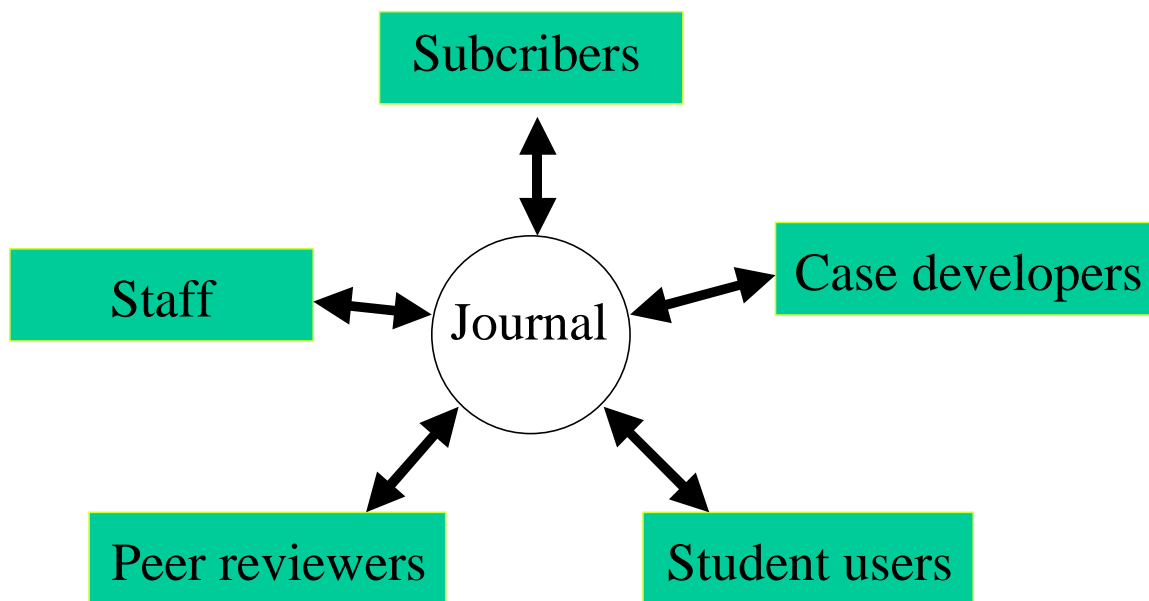 Subcribers
Case developers
Staff
Journal
Peer reviewers
Student users